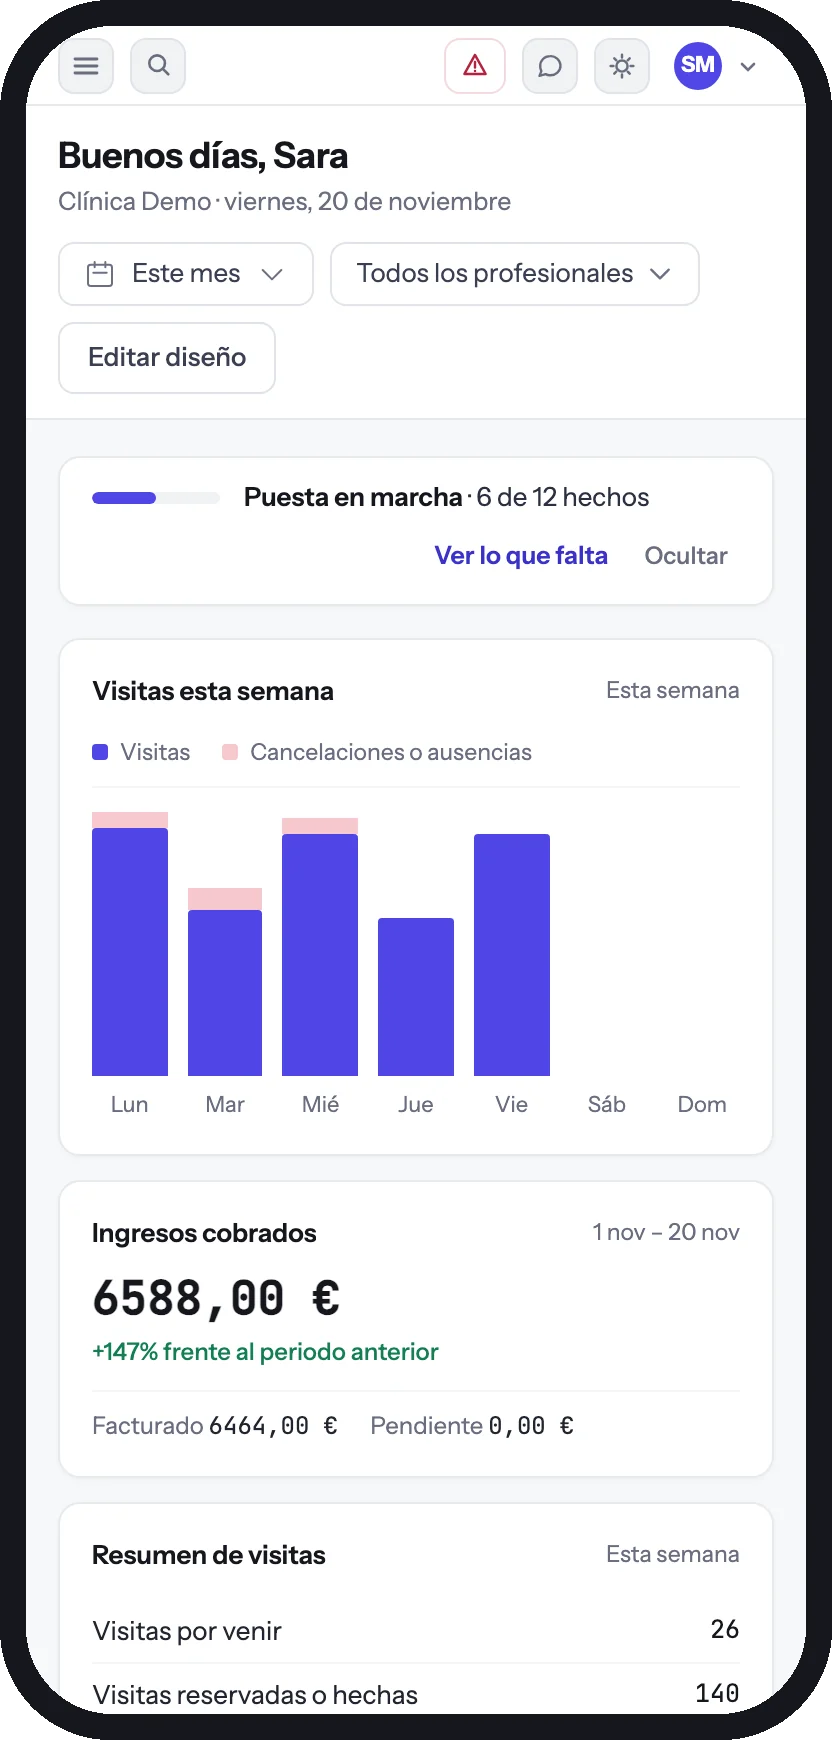 SM
Buenos días, Sara
Clínica Demo · viernes, 20 de noviembre
Este mes
Todos los profesionales
Editar diseño
Puesta en marcha · 6 de 12 hechos
Ver lo que falta Ocultar
Visitas esta semana Esta semana
Visitas Cancelaciones o ausencias
Lun Mar Mié Jue Vie Sáb Dom
Ingresos cobrados 1 nov – 20 nov
6588,00 €
+147% frente al periodo anterior
Facturado 6464,00 € Pendiente 0,00 €
Resumen de visitas Esta semana
Visitas por venir 26
Visitas reservadas o hechas 140